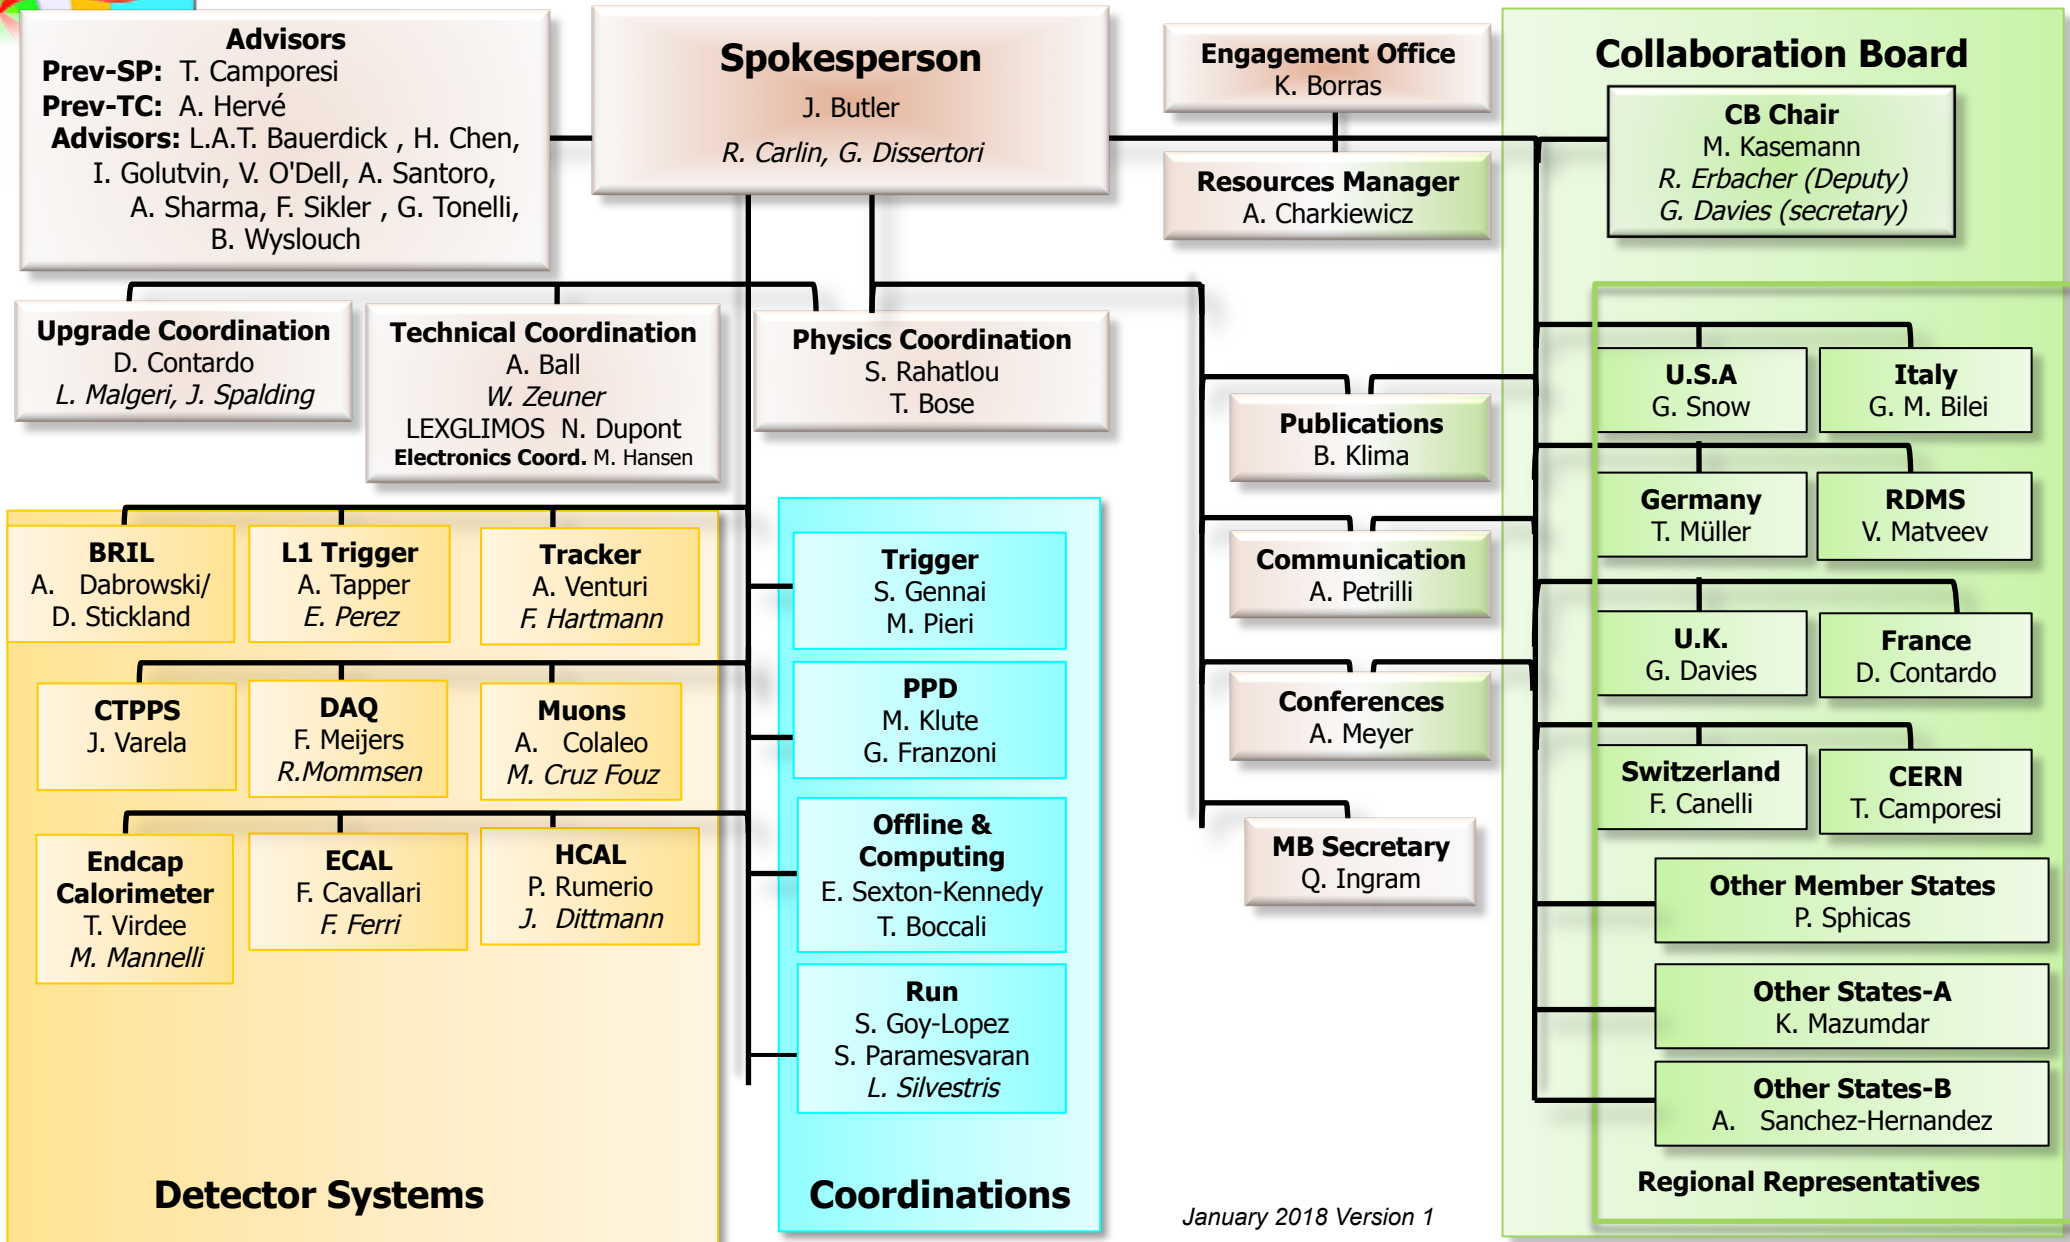 Advisors
Prev-SP: T. Camporesi
Prev-TC: A. Hervé
Advisors: L.A.T. Bauerdick , H. Chen,
I. Golutvin, V. O'Dell, A. Santoro,
A. Sharma, F. Sikler , G. Tonelli,
B. Wyslouch
Spokesperson
J. Butler
R. Carlin, G. Dissertori
Engagement Office
K. Borras
Resources Manager
A. Charkiewicz
Collaboration Board
CB Chair
M. Kasemann
R. Erbacher (Deputy)
G. Davies (secretary)
Upgrade Coordination
D. Contardo
L. Malgeri, J. Spalding
Technical Coordination
A. Ball
W. Zeuner
LEXGLIMOS N. Dupont
Electronics Coord. M. Hansen
Physics Coordination
S. Rahatlou
T. Bose
Publications
B. Klima
Communication
A. Petrilli
Conferences
A. Meyer
MB Secretary
Q. Ingram
U.S.A
G. Snow
Italy
G. M. Bilei
Germany
T. Müller
RDMS
V. Matveev
U.K.
G. Davies
France
D. Contardo
Switzerland
F. Canelli
CERN
T. Camporesi
Other Member States
P. Sphicas
Other States-A
K. Mazumdar
Other States-B
A. Sanchez-Hernandez
Regional Representatives
BRIL
A. Dabrowski/
D. Stickland
L1 Trigger
A. Tapper
E. Perez
Tracker
A. Venturi
F. Hartmann
CTPPS
J. Varela
DAQ
F. Meijers
R.Mommsen
Muons
A. Colaleo
M. Cruz Fouz
Endcap
Calorimeter
T. Virdee
M. Mannelli
ECAL
F. Cavallari
F. Ferri
HCAL
P. Rumerio
J. Dittmann
Detector Systems
Trigger
S. Gennai
M. Pieri
PPD
M. Klute
G. Franzoni
Offline &
Computing
E. Sexton-Kennedy
T. Boccali
Run
S. Goy-Lopez
S. Paramesvaran
L. Silvestris
Coordinations
January 2018 Version 1